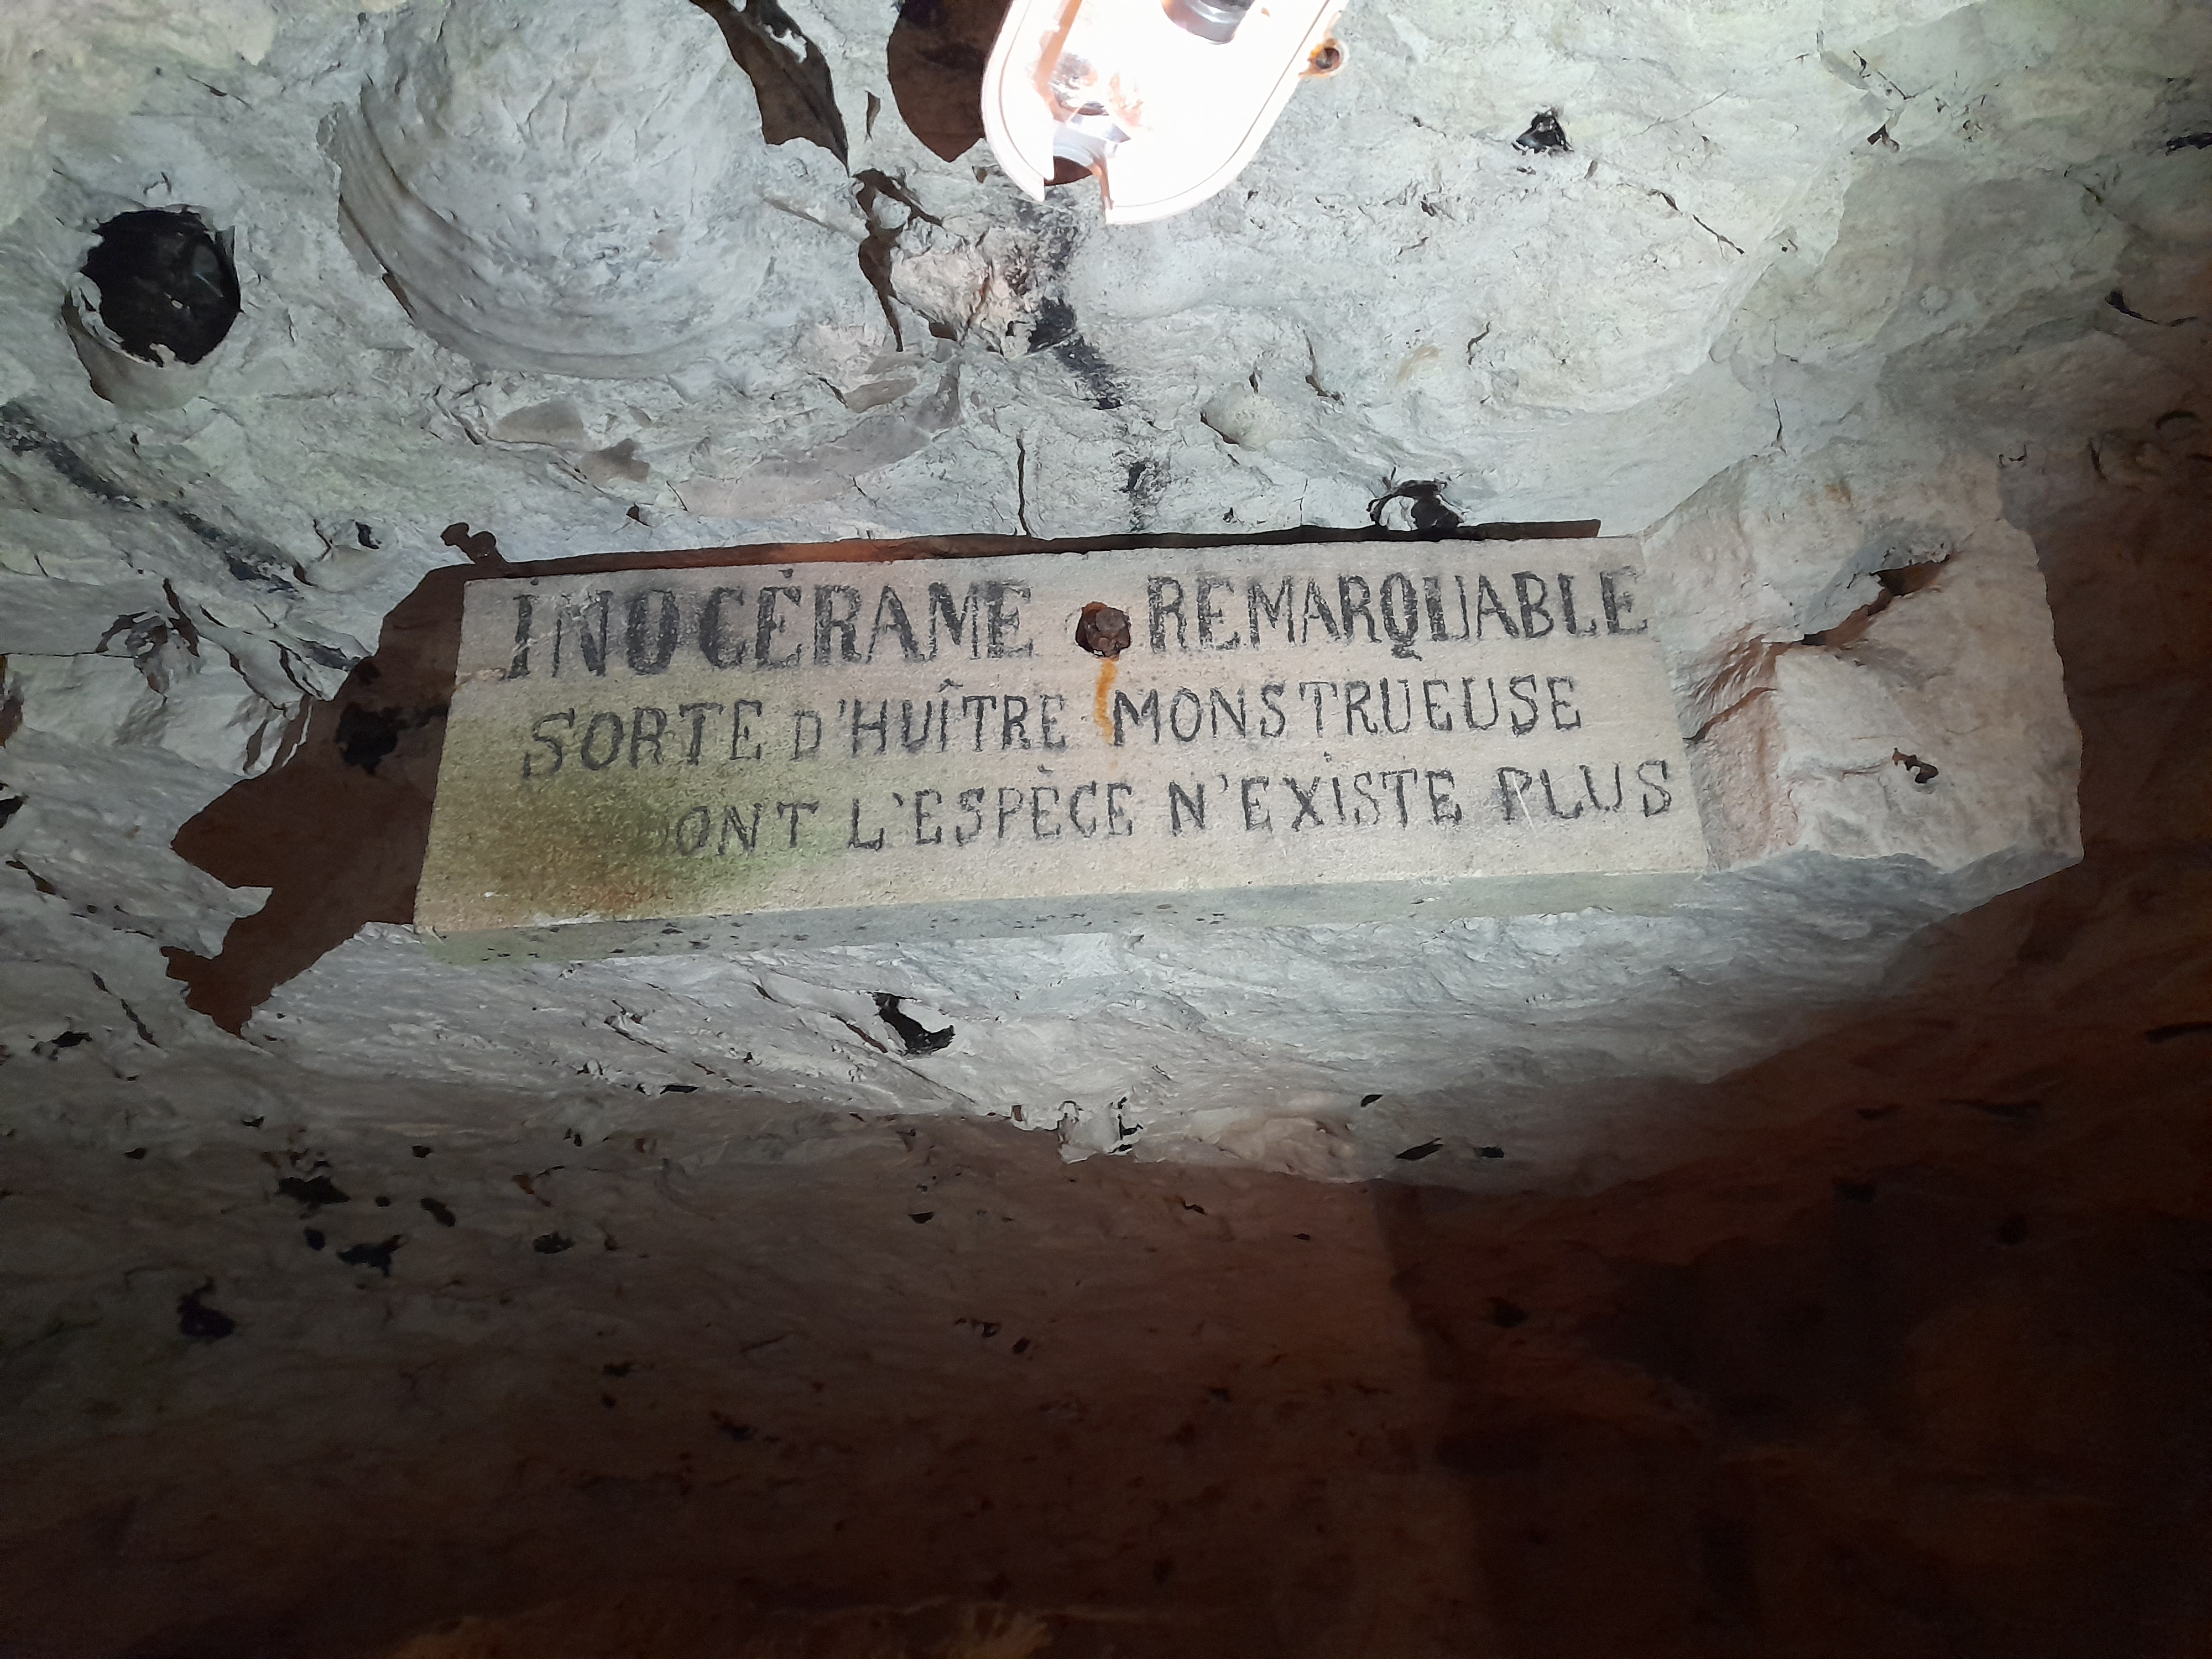 INOCÉRAME REMARQUABLE
SORTE D'HUÎTRE MONSTRUEUSE
ONT L'ESPÈCE N'EXISTE PLUS